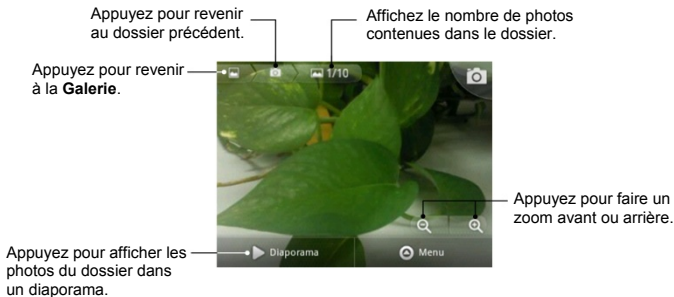 Appuyez pour revenir
au dossier précédent.
Affichez le nombre de photos
contenues dans le dossier.
Appuyez pour revenir
à la Galerie.
1/10
Appuyez pour faire un
zoom avant ou arrière.
Appuyez pour afficher les
photos du dossier dans
un diaporama.
Diaporama
Menu